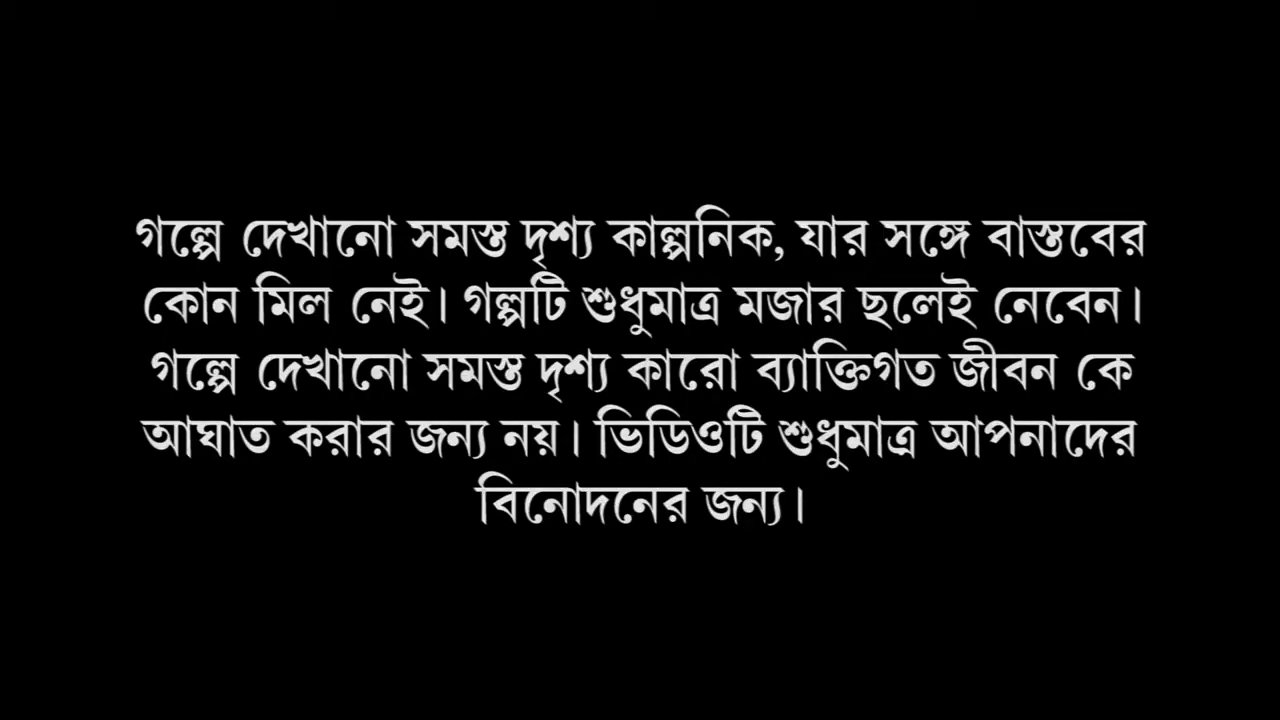 গল্পে দেখানো সমস্ত দৃশ্য কাল্পনিক, যার সঙ্গে বাস্তবের
কোন মিল নেই। গল্পটি শুধুমাত্র মজার ছলেই নেবেন।
গল্পে দেখানো সমস্ত দৃশ্য কারো ব্যাক্তিগত জীবন কে
আঘাত করার জন্য নয়। ভিডিওটি শুধুমাত্র আপনাদের
বিনোদনের জন্য।